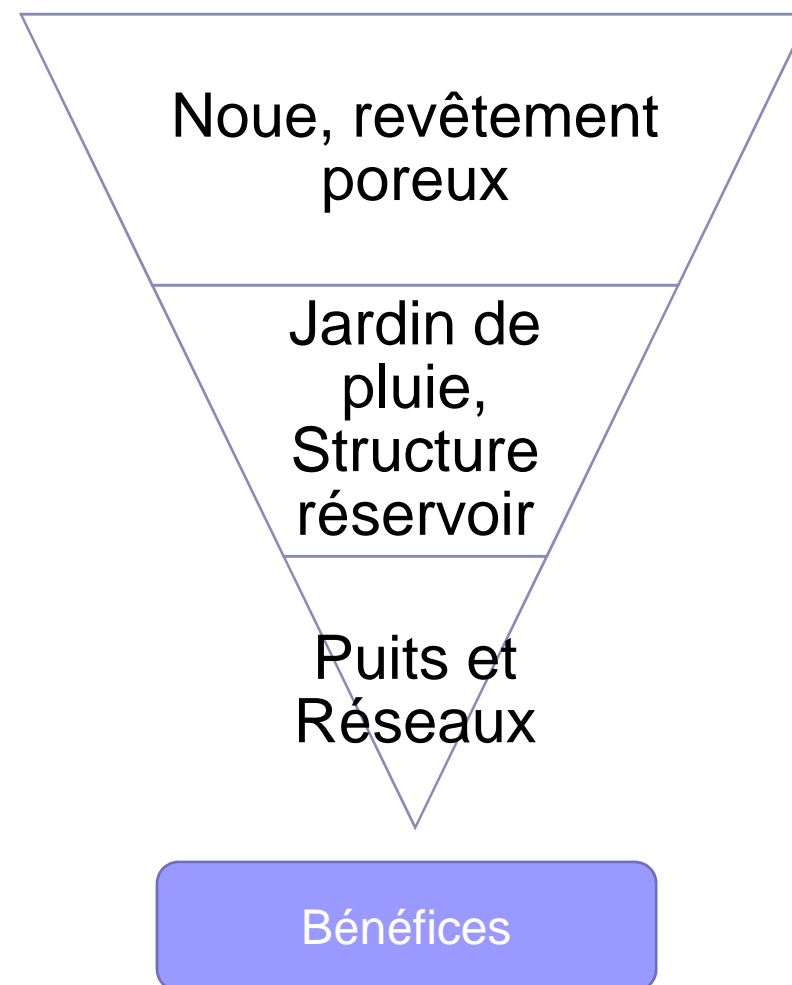 Noue, revêtement
poreux
Jardin de
pluie,
Structure
réservoir
Puits et
Réseaux
Bénéfices